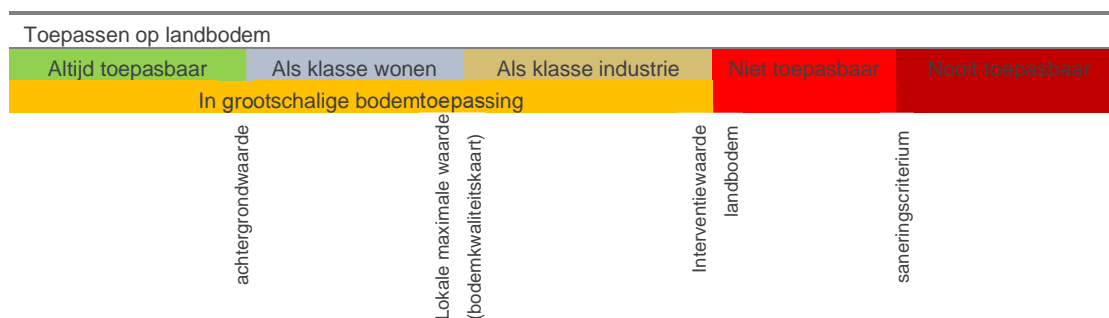 Toepassen op landbodem
Altijd toepasbaar
Als klasse wonen
Als klasse industrie
Niet toepasbaar
Nooit toepasbaar
In grootschalige bodemtoepassing
achtergrondwaarde
Lokale maximale waarde
(bodemkwaliteitskaart)
Interventiewaarde
landbodem
saneringscriterium